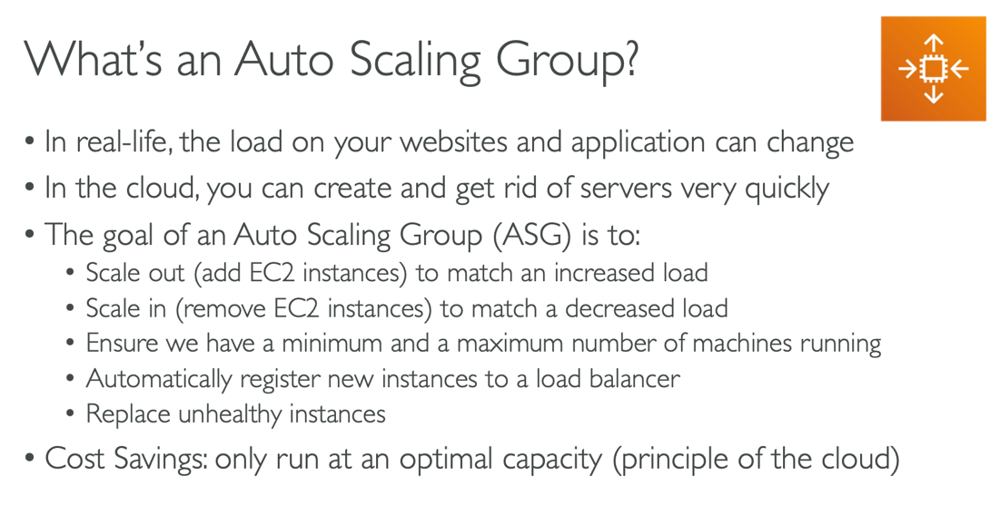 What's an Auto Scaling Group?
• In real-life, the load on your websites and application can change
• In the cloud, you can create and get rid of servers very quickly
• The goal of an Auto Scaling Group (ASG) is to:
• Scale out (add EC2 instances) to match an increased load
• Scale in (remove EC2 instances) to match a decreased load
• Ensure we have a minimum and a maximum number of machines running
• Automatically register new instances to a load balancer
• Replace unhealthy instances
• Cost Savings: only run at an optimal capacity (principle of the cloud)